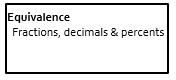 Equivalence
Fractions, decimals & percents